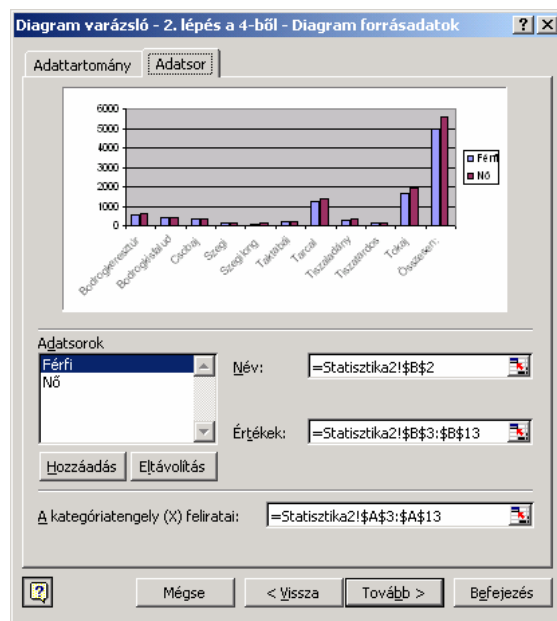 Diagram varázsló - 2. lépés a 4-ből - Diagram forrásadatok
Adattartomány Adatsor
6000
5000
4000
3000
2000
1000
0
Férfi
Nő
Bodrogkeresztúr Bodrogkisfalud Csobaj Szegi Szegilong Taktabáj Tarcal Tiszaladány Tiszatardos Tokaj Összesen:
Adatsorok
Férfi
Nő
Név: =Statisztika2!$B$2
Értékek: =Statisztika2!$B$3:$B$13
Hozzáadás Eltávolítás
A kategóriatengely (X) feliratai: =Statisztika2!$A$3:$A$13
Mégse < Vissza Tovább > Befejezés